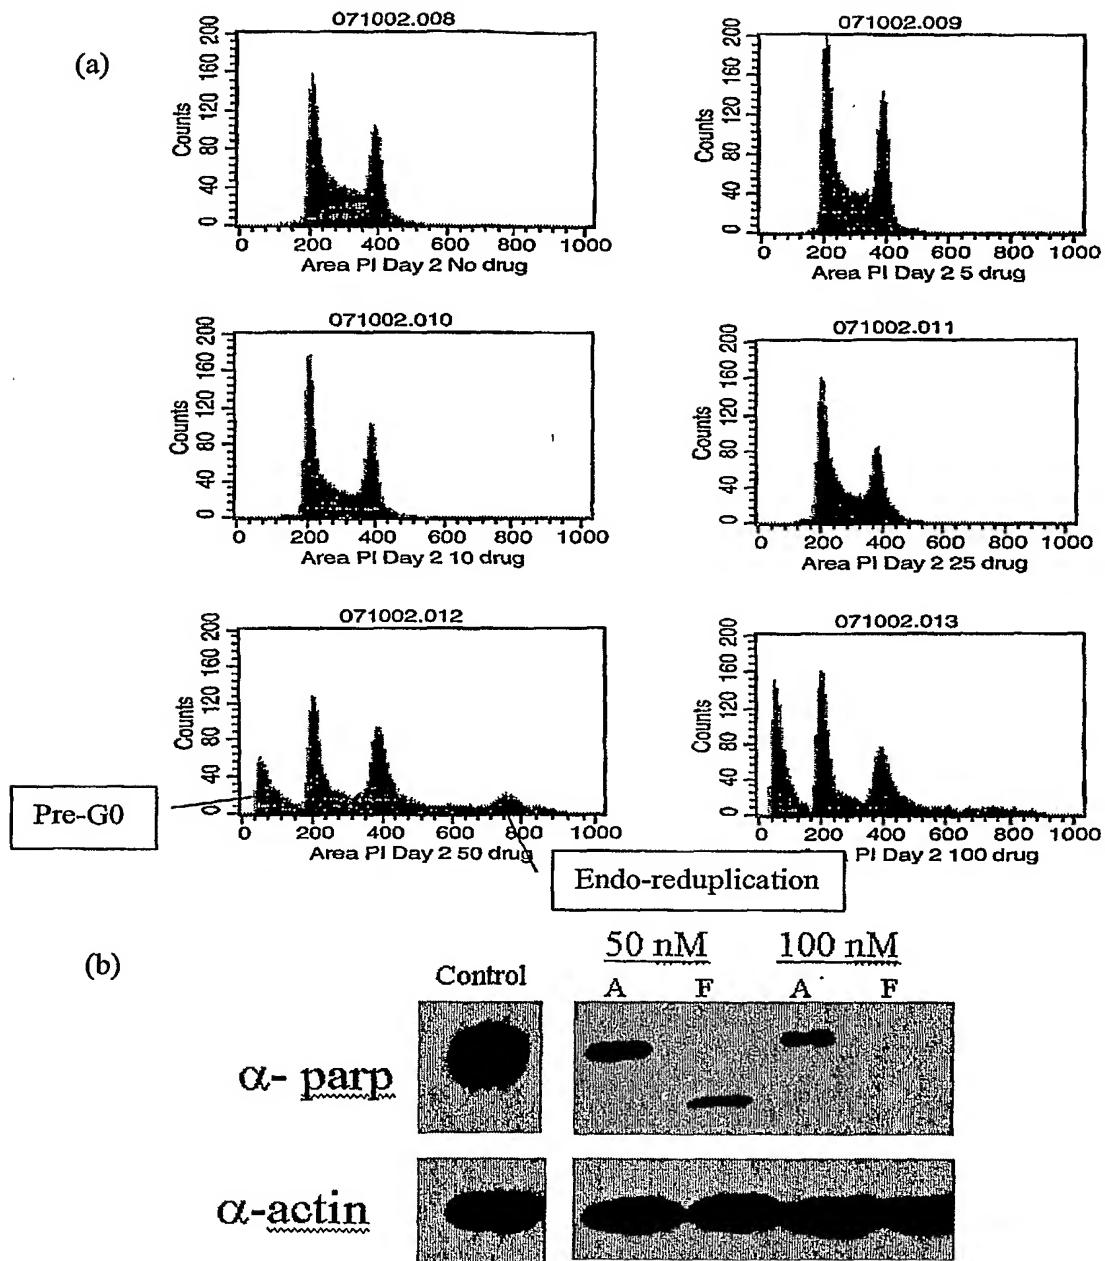 (a)
071002.008
Counts
0 40 80 120 160 200
0 200 400 600 800 1000
Area PI Day 2 No drug
071002.009
Counts
0 40 80 120 160 200
0 200 400 600 800 1000
Area PI Day 2 5 drug
071002.010
Counts
0 40 80 120 160 200
0 200 400 600 800 1000
Area PI Day 2 10 drug
071002.011
Counts
0 40 80 120 160 200
0 200 400 600 800 1000
Area PI Day 2 25 drug
071002.012
Counts
0 40 80 120 160 200
0 200 400 600 800 1000
Area PI Day 2 50 drug
071002.013
Counts
0 40 80 120 160 200
0 200 400 600 800 1000
PI Day 2 100 drug
Pre-G0
Endo-reduplication
(b)
Control
50 nM 100 nM
A F A F
α- parp
α-actin